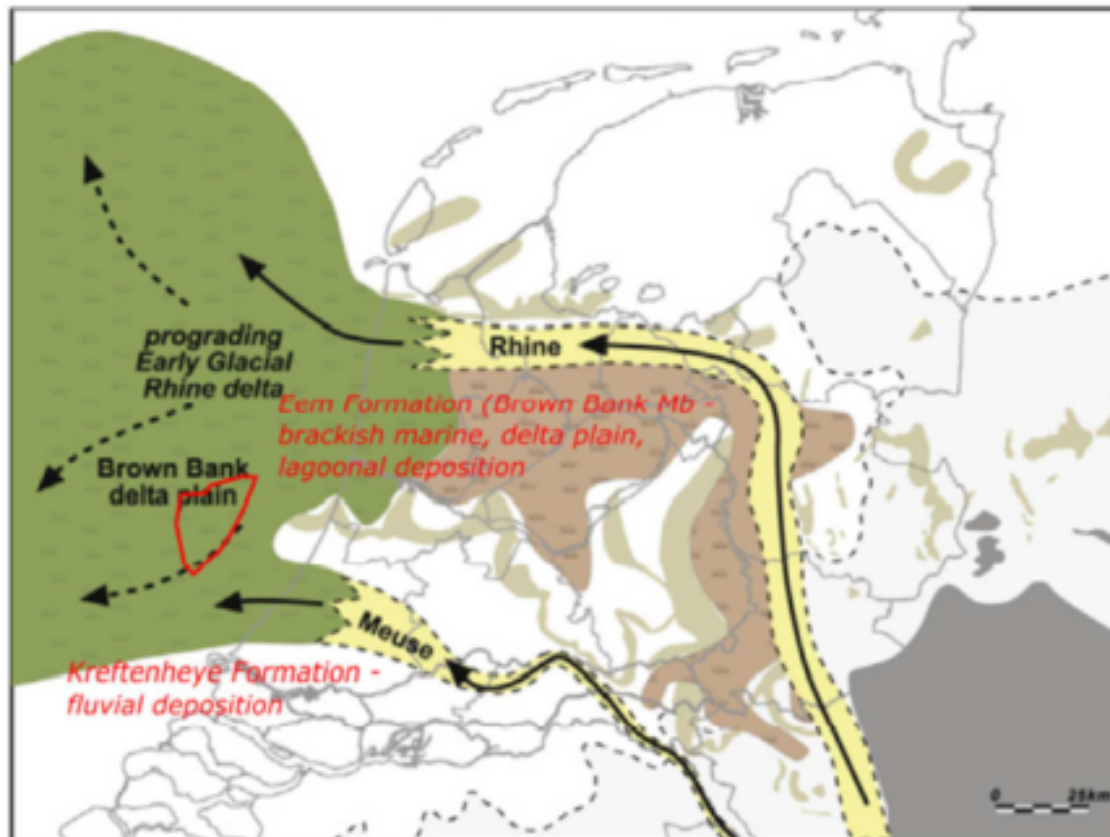 prograding
Early Glacial
Rhine delta
Rhine
Eem Formation (Brown Bank Mb -
brackish marine, delta plain,
lagoonal deposition
Brown Bank
delta plain
Meuse
Kreftenheye Formation -
fluvial deposition
0 25km